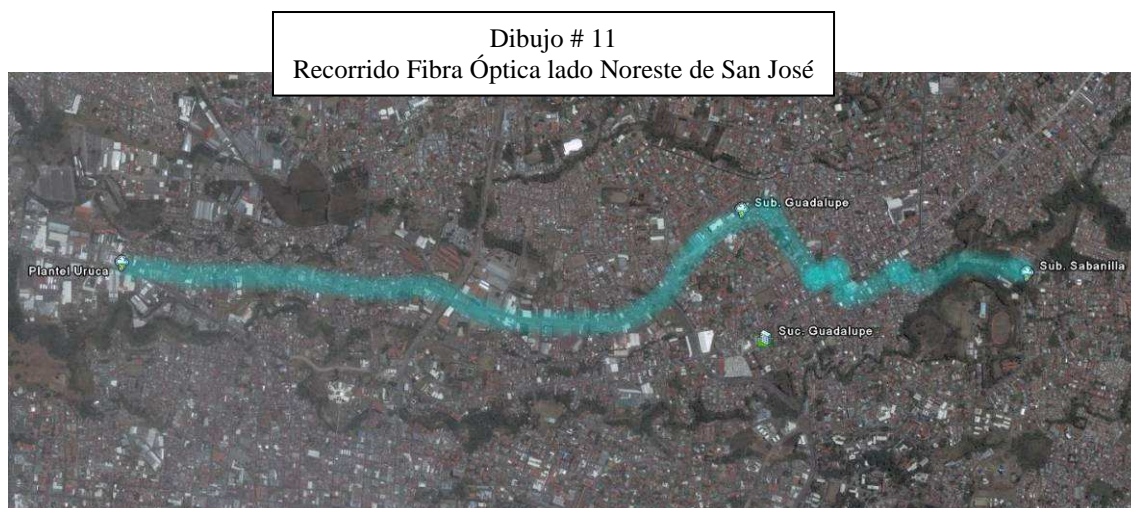 Dibujo # 11
Recorrido Fibra Óptica lado Noreste de San José
Sub. Guadalupe
Plantel Uruca
Sub. Sabanilla
Suc. Guadalupe